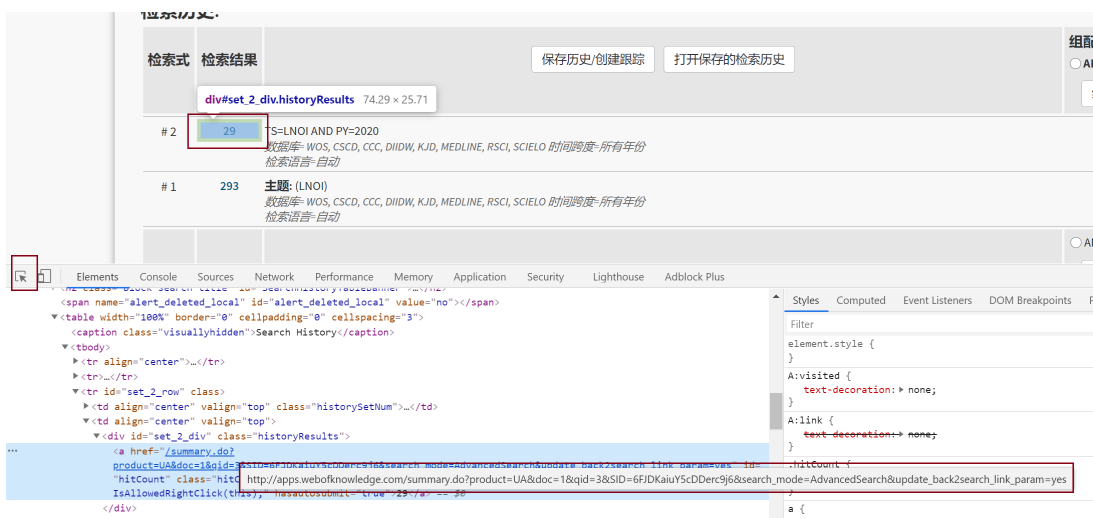 检索历史:
检索式 检索结果
保存历史/创建跟踪 打开保存的检索历史
组配
div#set_2_div.historyResults 74.29 × 25.71
# 2 29 TS=LNOI AND PY=2020
数据库= WOS, CSCD, CCC, DIIDW, KJD, MEDLINE, RSCI, SCIELO 时间跨度=所有年份
检索语言=自动
# 1 293 主题: (LNOI)
数据库= WOS, CSCD, CCC, DIIDW, KJD, MEDLINE, RSCI, SCIELO 时间跨度=所有年份
检索语言=自动
Elements Console Sources Network Performance Memory Application Security Lighthouse Adblock Plus
<span name="alert_deleted_local" id="alert_deleted_local" value="no"></span>
▼<table width="100%" border="0" cellpadding="0" cellspacing="3">
<caption class="visuallyhidden">Search History</caption>
▼<tbody>
▶<tr align="center">…</tr>
▶<tr>…</tr>
▼<tr id="set_2_row" class>
▶<td align="center" valign="top" class="historySetNum">…</td>
▼<td align="center" valign="top">
▼<div id="set_2_div" class="historyResults">
<a href="/summary.do?
product=UA&doc=1&qid=3&SID=6FJDKaiuY5cDDerc9j6&search_mode=AdvancedSearch&update_back2search_link_param=yes" id=
"hitCount" class="hitC
http://apps.webofknowledge.com/summary.do?product=UA&doc=1&qid=3&SID=6FJDKaiuY5cDDerc9j6&search_mode=AdvancedSearch&update_back2search_link_param=yes
IsAllowedRightClick(this);" hasautosubmit="true">29</a> == $0
</div>
Styles Computed Event Listeners DOM Breakpoints
Filter
element.style {
}
A:visited {
text-decoration:▶ none;
}
A:link {
text-decoration:▶ none;
}
.hitCount {
}
a {